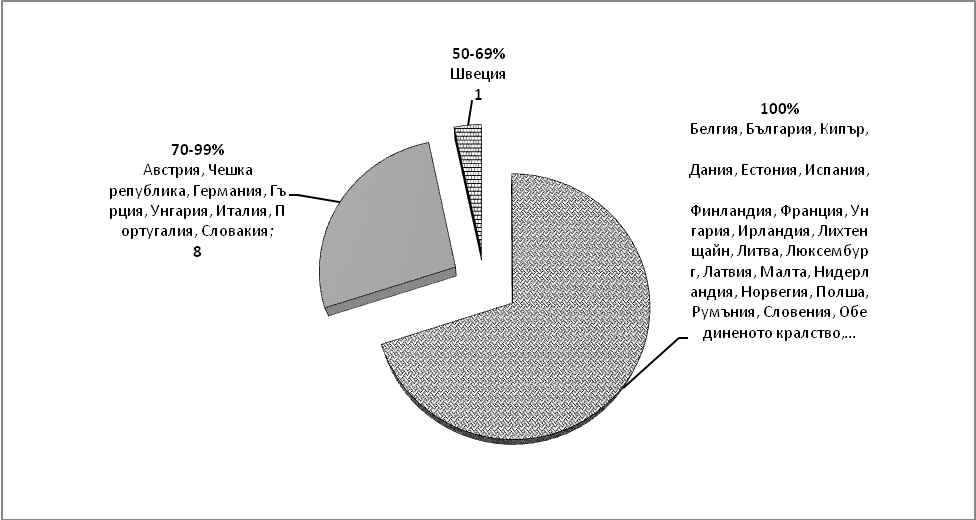 50-69%
Швеция
1
100%
Белгия, България, Кипър,
Дания, Естония, Испания,
Финландия, Франция, Ун
гария, Ирландия, Лихтен
щайн, Литва, Люксембур
г, Латвия, Малта, Нидерл
андия, Норвегия, Полша,
Румъния, Словения, Обе
диненото кралство,...
70-99%
Австрия, Чешка
република, Германия, Гъ
рция, Унгария, Италия, П
ортугалия, Словакия;
8